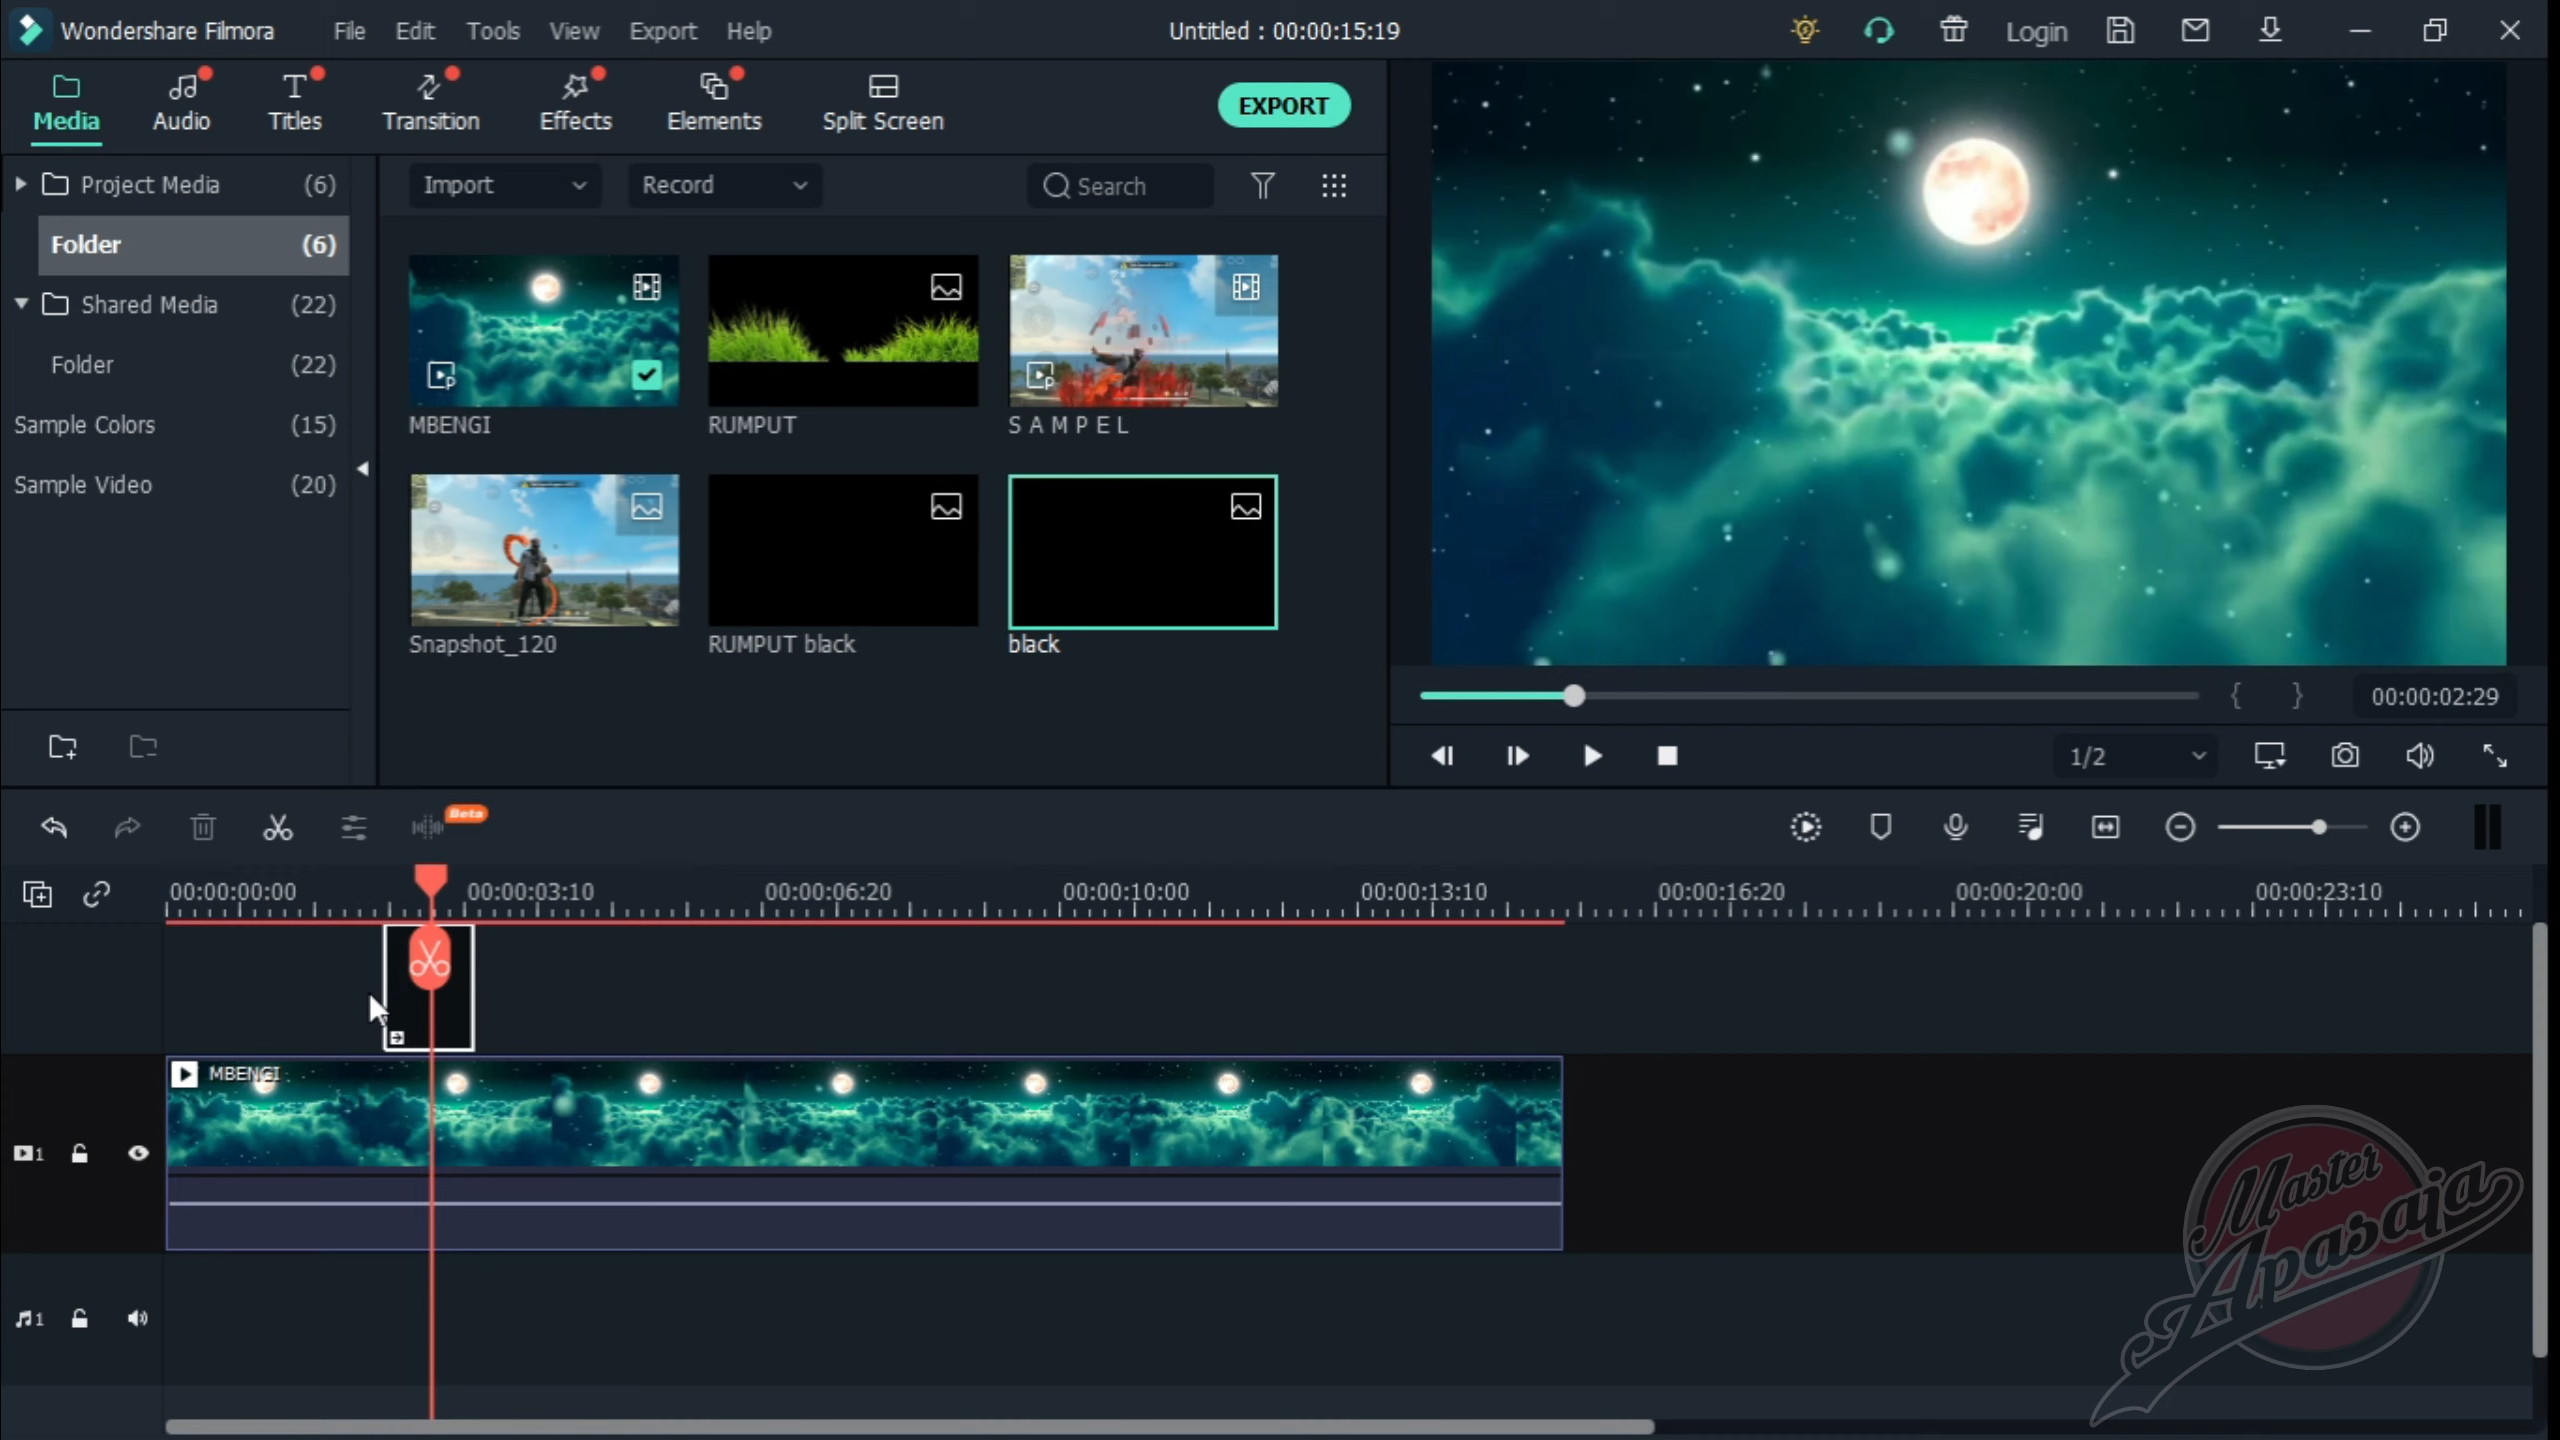 Wondershare Filmora File Edit Tools View Export Help Untitled : 00:00:15:19 Login
Media Audio Titles Transition Effects Elements Split Screen EXPORT
Project Media (6)
Folder (6)
Shared Media (22)
Folder (22)
Sample Colors (15)
Sample Video (20)
Import Record Search
MBENGI RUMPUT S A M P E L
Snapshot_120 RUMPUT black black
{ } 00:00:02:29
1/2
Beta
00:00:00:00 00:00:03:10 00:00:06:20 00:00:10:00 00:00:13:10 00:00:16:20 00:00:20:00 00:00:23:10
MBENGI
1
1
Master
Apasaja